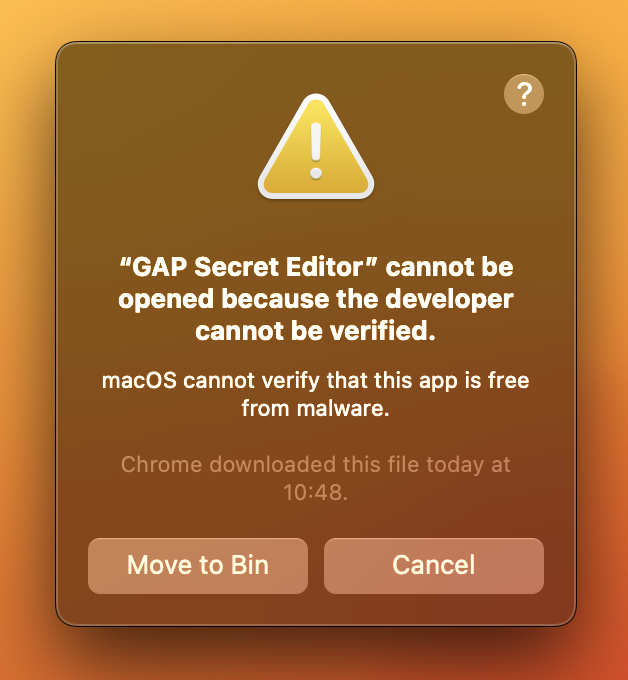 ?
“GAP Secret Editor” cannot be
opened because the developer
cannot be verified.
macOS cannot verify that this app is free
from malware.
Chrome downloaded this file today at
10:48.
Move to Bin
Cancel